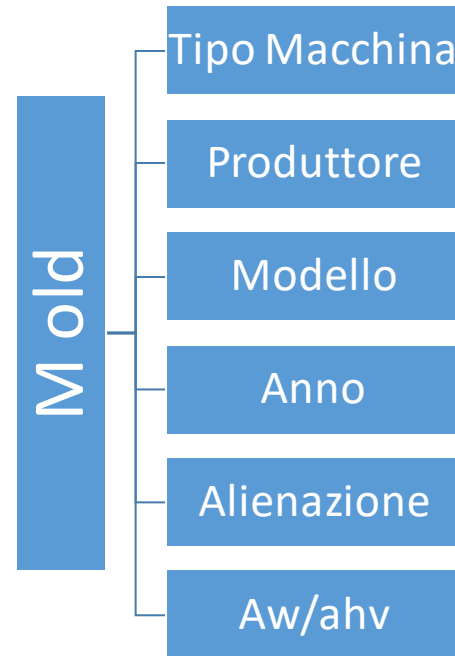 M old
Tipo Macchina
Produttore
Modello
Anno
Alienazione
Aw/ahv